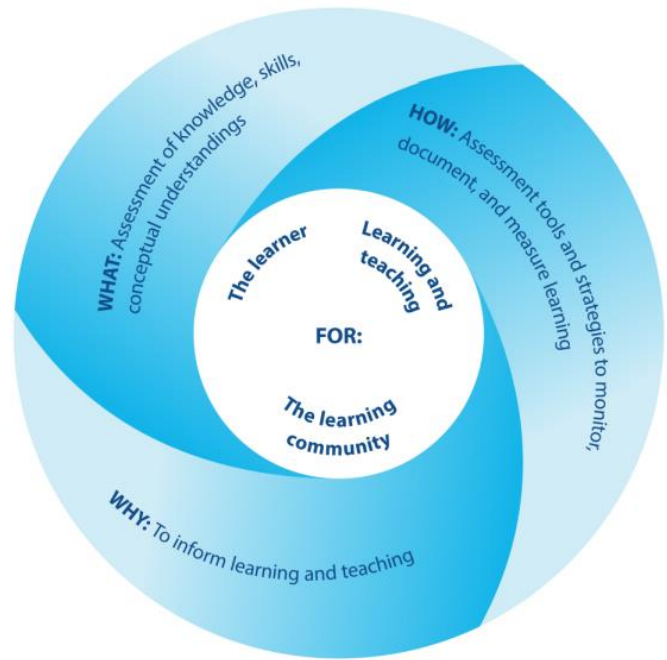 WHAT: Assessment of knowledge, skills,
conceptual understandings
HOW: Assessment tools and strategies to monitor,
document, and measure learning
The learner
Learning and
teaching
FOR:
The learning
community
WHY: To inform learning and teaching